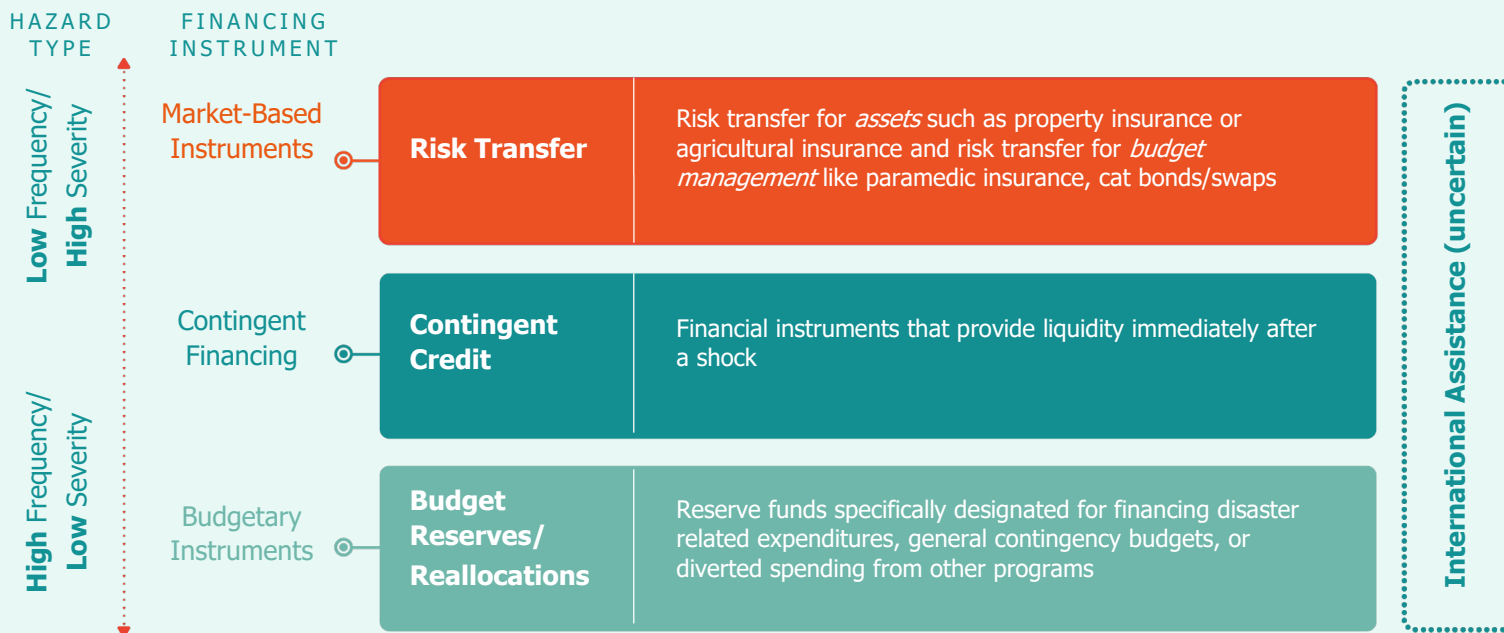 HAZARD
TYPE
FINANCING
INSTRUMENT
Low Frequency/
High Severity
High Frequency/
Low Severity
Market-Based
Instruments
Risk Transfer
Risk transfer for assets such as property insurance or
agricultural insurance and risk transfer for budget
management like paramedic insurance, cat bonds/swaps
Contingent
Financing
Contingent
Credit
Financial instruments that provide liquidity immediately after
a shock
Budgetary
Instruments
Budget
Reserves/
Reallocations
Reserve funds specifically designated for financing disaster
related expenditures, general contingency budgets, or
diverted spending from other programs
International Assistance (uncertain)